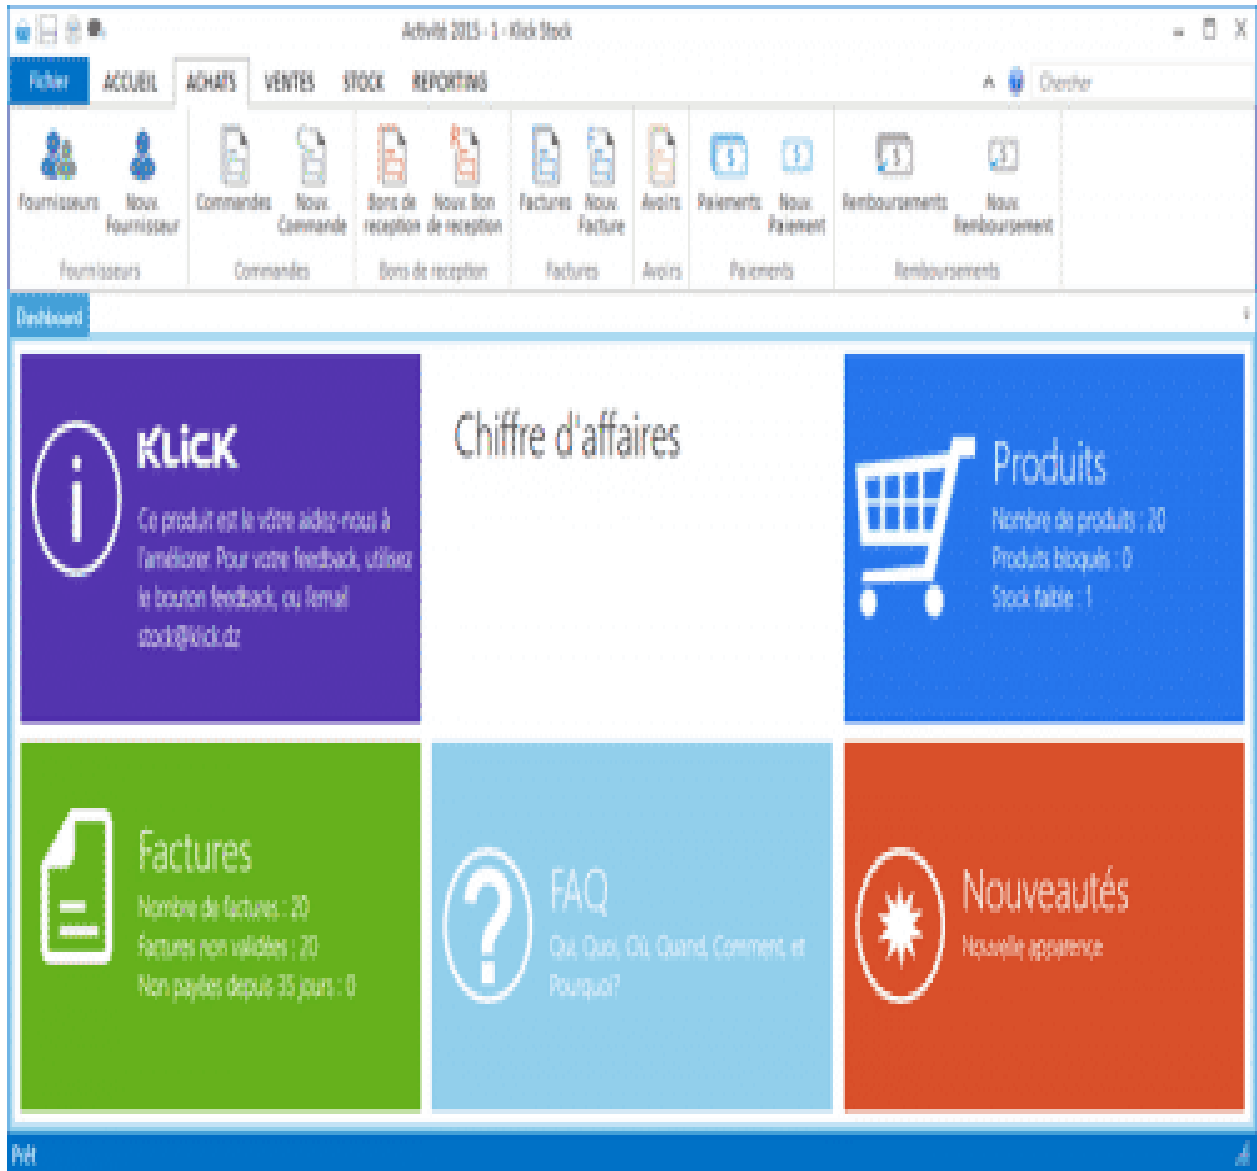 Activité 2015 - 1 - Klick Stock
Fichier ACCUEIL ACHATS VENTES STOCK REPORTING Chercher
Fournisseurs Nouv. Fournisseur Commandes Nouv. Commande Bons de reception Nouv. Bon de reception Factures Nouv. Facture Avoirs Paiements Nouv. Paiement Remboursements Nouv. Remboursement
Fournisseurs Commandes Bons de reception Factures Avoirs Paiements Remboursements
Dashboard
KLiCK
Ce produit est le vôtre aidez-nous à
l'améliorer. Pour votre feedback, utilisez
le bouton feedback, ou l'email
stock@klick.dz
Chiffre d'affaires
Produits
Nombre de produits : 20
Produits bloqués : 0
Stock faible : 1
Factures
Nombre de factures : 20
Factures non validées : 20
Non payées depuis 35 jours : 0
FAQ
Qui, Quoi, Où, Quand, Comment, et
Pourquoi?
Nouveautés
Nouvelle apparence
Prêt